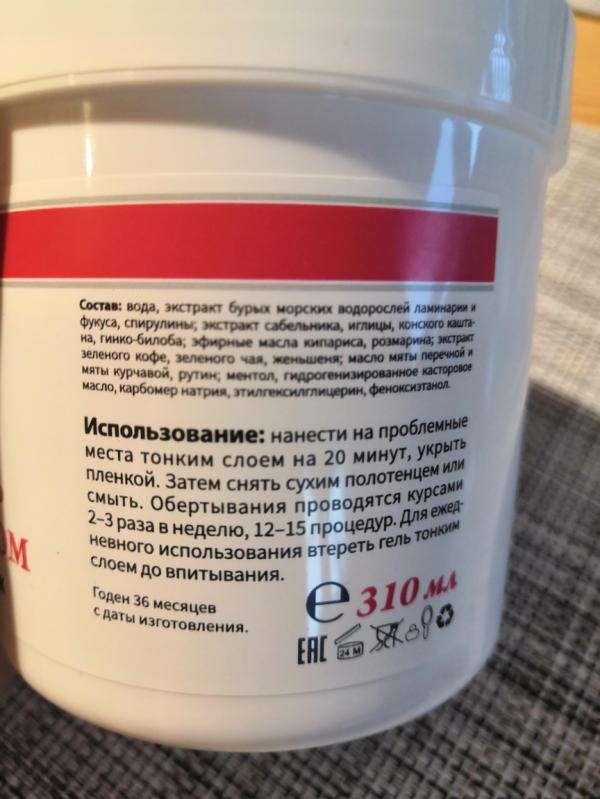 Состав: вода, экстракт бурых морских водорослей ламинарии и
фукуса, спирулины; экстракт сабельника, иглицы, конского кашта-
на, гинко-билоба; эфирные масла кипариса, розмарина; экстракт
зеленого кофе, зеленого чая, женьшеня; масло мяты перечной и
мяты курчавой, рутин; ментол, гидрогенизированное касторовое
масло, карбомер натрия, этилгексилглицерин, феноксиэтанол.
Использование: нанести на проблемные
места тонким слоем на 20 минут, укрыть
пленкой. Затем снять сухим полотенцем или
смыть. Обертывания проводятся курсами
2–3 раза в неделю, 12–15 процедур. Для ежед-
невного использования втереть гель тонким
слоем до впитывания.
Годен 36 месяцев
с даты изготовления.
e 310 мл
EAC 24 M